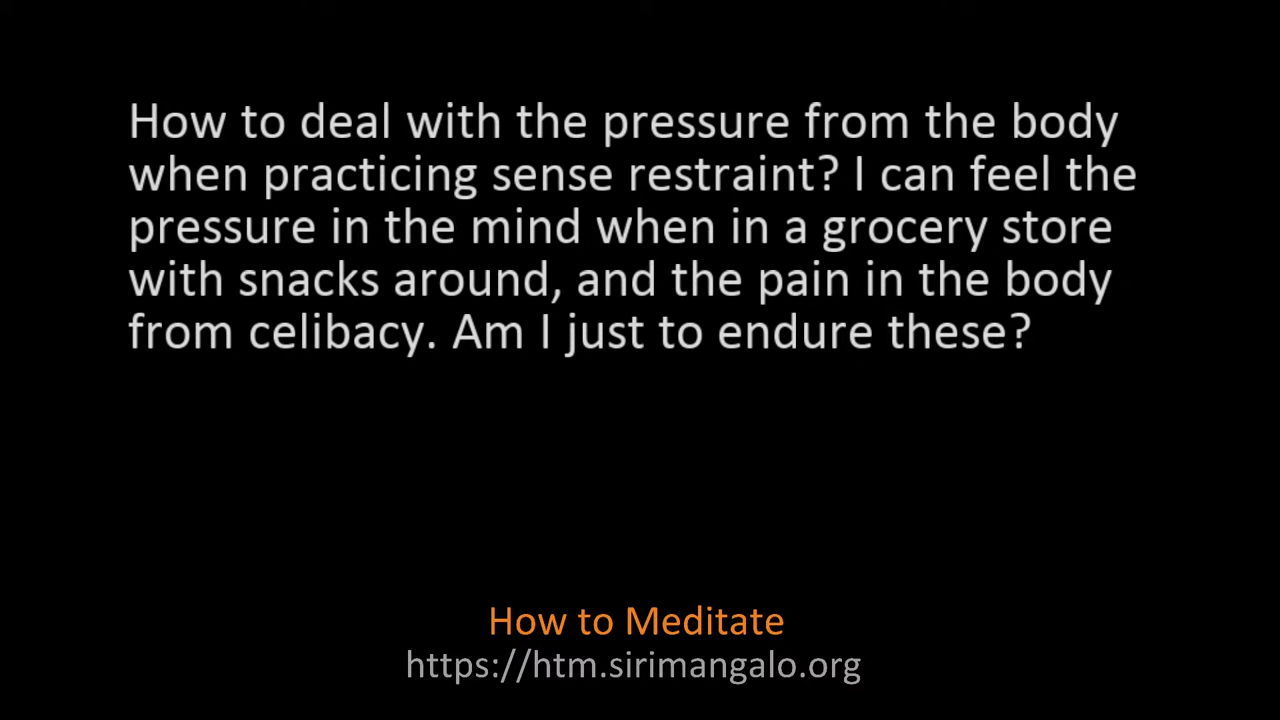 How to deal with the pressure from the body
when practicing sense restraint? I can feel the
pressure in the mind when in a grocery store
with snacks around, and the pain in the body
from celibacy. Am I just to endure these?
How to Meditate
https://htm.sirimangalo.org